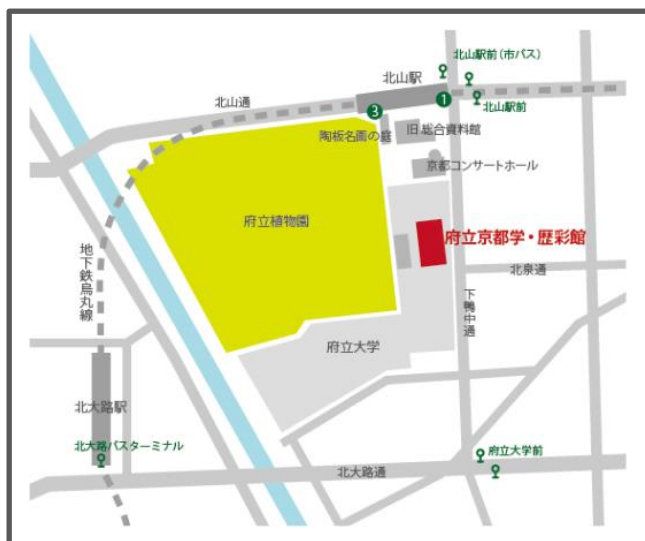 北山駅前(市バス)
北山駅
北山通
1
3
北山駅前
陶板名画の庭
旧 総合資料館
京都コンサートホール
府立植物園
府立京都学・歴彩館
地下鉄烏丸線
北泉通
下鴨中通
府立大学
北大路駅
北大路バスターミナル
北大路通
府立大学前